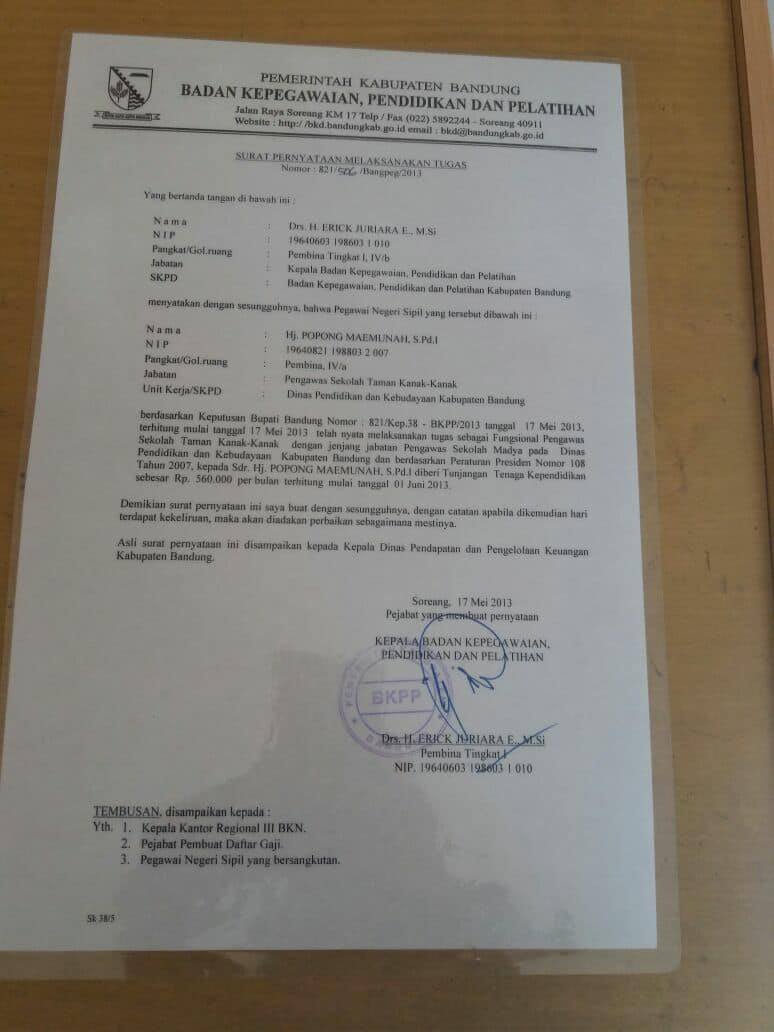 PEMERINTAH KABUPATEN BANDUNG
BADAN KEPEGAWAIAN, PENDIDIKAN DAN PELATIHAN
Jalan Raya Soreang KM 17 Telp / Fax (022) 5892244 - Soreang 40911
Website : http:/ /bkd.bandungkab.go.id email : bkd@bandungkab.go.id
SURAT PERNYATAAN MELAKSANAKAN TUGAS
Nomor : 821/506 /Bangpeg/2013
Yang bertanda tangan di bawah ini :
N a m a : Drs. H. ERICK JURIARA E., M.Si
N I P : 19640603 198603 1 010
Pangkat/Gol.ruang : Pembina Tingkat I, IV/b
Jabatan : Kepala Badan Kepegawaian, Pendidikan dan Pelatihan
SKPD : Badan Kepegawaian, Pendidikan dan Pelatihan Kabupaten Bandung
menyatakan dengan sesungguhnya, bahwa Pegawai Negeri Sipil yang tersebut dibawah ini :
N a m a : Hj. POPONG MAEMUNAH, S.Pd.I
N I P : 19640821 198803 2 007
Pangkat/Gol.ruang : Pembina, IV/a
Jabatan : Pengawas Sekolah Taman Kanak-Kanak
Unit Kerja/SKPD : Dinas Pendidikan dan Kebudayaan Kabupaten Bandung
berdasarkan Keputusan Bupati Bandung Nomor : 821/Kep.38 - BKPP/2013 tanggal 17 Mei 2013,
terhitung mulai tanggal 17 Mei 2013 telah nyata melaksanakan tugas sebagai Fungsional Pengawas
Sekolah Taman Kanak-Kanak dengan jenjang jabatan Pengawas Sekolah Madya pada Dinas
Pendidikan dan Kebudayaan Kabupaten Bandung dan berdasarkan Peraturan Presiden Nomor 108
Tahun 2007, kepada Sdr. Hj. POPONG MAEMUNAH, S.Pd.I diberi Tunjangan Tenaga Kependidikan
sebesar Rp. 560.000 per bulan terhitung mulai tanggal 01 Juni 2013.
Demikian surat pernyataan ini saya buat dengan sesungguhnya, dengan catatan apabila dikemudian hari
terdapat kekeliruan, maka akan diadakan perbaikan sebagaimana mestinya.
Asli surat pernyataan ini disampaikan kepada Kepala Dinas Pendapatan dan Pengelolaan Keuangan
Kabupaten Bandung.
Soreang, 17 Mei 2013
Pejabat yang membuat pernyataan
KEPALA BADAN KEPEGAWAIAN,
PENDIDIKAN DAN PELATIHAN
BKPP
Drs. H. ERICK JURIARA E., M.Si
Pembina Tingkat I
NIP. 19640603 198603 1 010
TEMBUSAN, disampaikan kepada :
Yth. 1. Kepala Kantor Regional III BKN.
2. Pejabat Pembuat Daftar Gaji.
3. Pegawai Negeri Sipil yang bersangkutan.
Sk 38/5